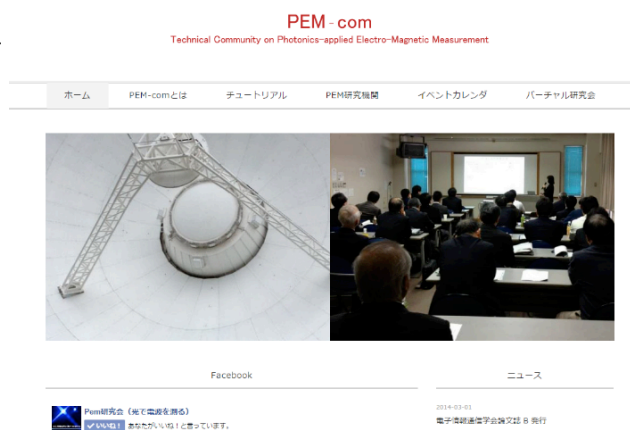 PEM-com
Technical Community on Photonics-applied Electro-Magnetic Measurement
ホーム PEM-comとは チュートリアル PEM研究機関 イベントカレンダ バーチャル研究会
Facebook
ニュース
Pem研究会（光で電波を測る）
いいね！ あなたがいいね！と言っています。
2014-03-01
電子情報通信学会論文誌 B 発行